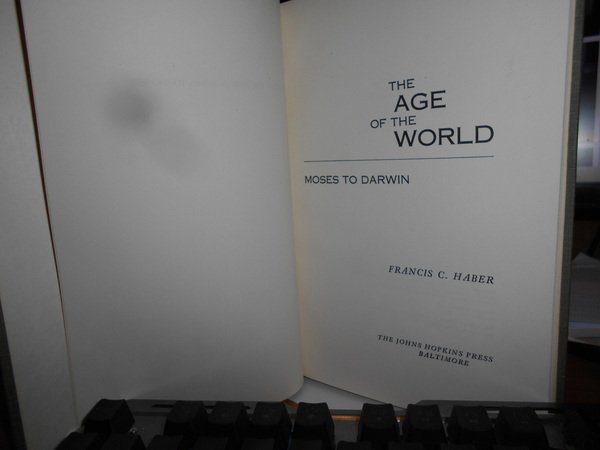 THE
AGE
OF THE
WORLD
MOSES TO DARWIN
FRANCIS C. HABER
THE JOHNS HOPKINS PRESS
BALTIMORE